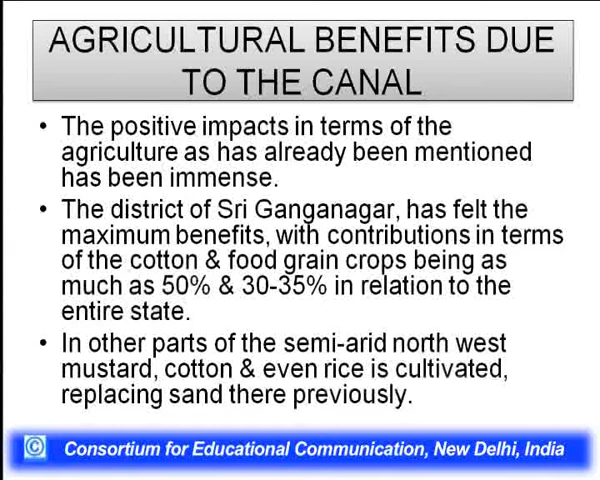 AGRICULTURAL BENEFITS DUE
TO THE CANAL
• The positive impacts in terms of the
agriculture as has already been mentioned
has been immense.
• The district of Sri Ganganagar, has felt the
maximum benefits, with contributions in terms
of the cotton & food grain crops being as
much as 50% & 30-35% in relation to the
entire state.
• In other parts of the semi-arid north west
mustard, cotton & even rice is cultivated,
replacing sand there previously.
© Consortium for Educational Communication, New Delhi, India